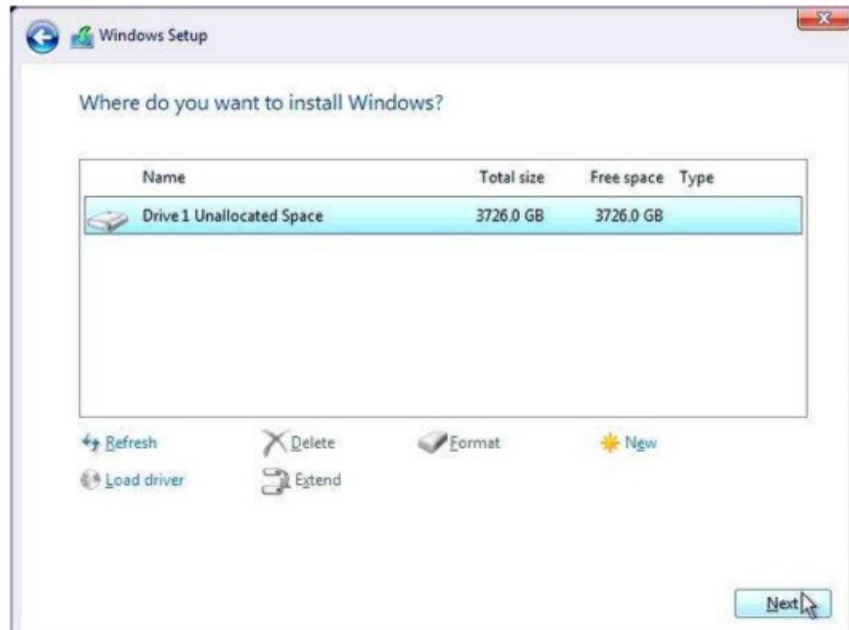 Windows Setup
Where do you want to install Windows?
Name Total size Free space Type
Drive 1 Unallocated Space 3726.0 GB 3726.0 GB
Refresh Delete Format New
Load driver Extend
Next